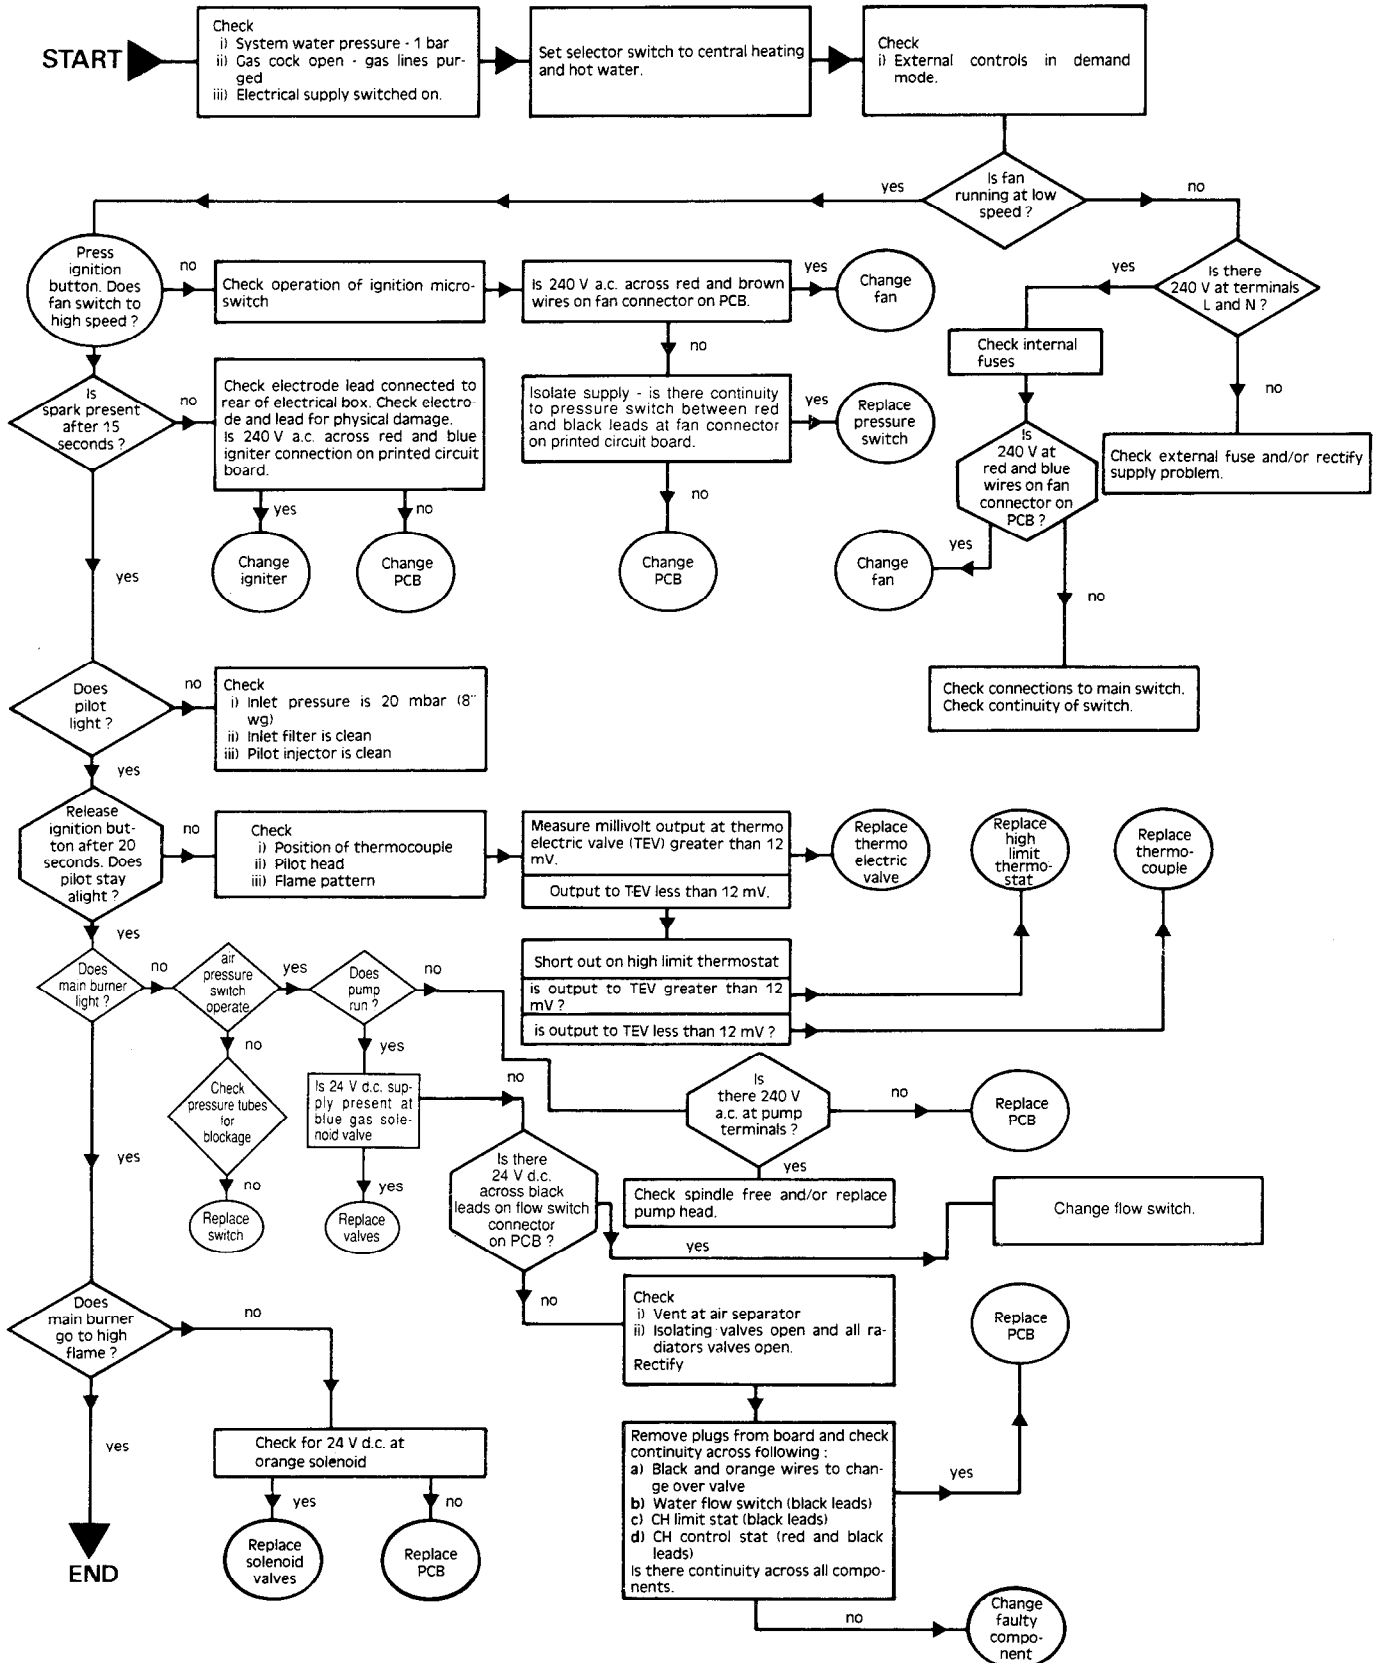 START
Check
i) System water pressure - 1 bar
ii) Gas cock open - gas lines pur-
ged
iii) Electrical supply switched on.
Set selector switch to central heating
and hot water.
Check
i) External controls in demand
mode.
Is fan
running at low
speed ?
yes
no
Press
ignition
button. Does
fan switch to
high speed ?
no
Check operation of ignition micro-
switch
Is 240 V a.c. across red and brown
wires on fan connector on PCB.
yes
Change
fan
no
yes
Is there
240 V at terminals
L and N ?
Check internal
fuses
no
Is
spark present
after 15
seconds ?
no
Check electrode lead connected to
rear of electrical box. Check electro-
de and lead for physical damage.
Is 240 V a.c. across red and blue
igniter connection on printed circuit
board.
Isolate supply - is there continuity
to pressure switch between red
and black leads at fan connector
on printed circuit board.
yes
Replace
pressure
switch
Is
240 V at
red and blue
wires on fan
connector on
PCB ?
Check external fuse and/or rectify
supply problem.
yes
no
no
yes
Change
igniter
Change
PCB
Change
PCB
Change
fan
yes
no
Does
pilot
light ?
no
Check
i) Inlet pressure is 20 mbar (8"
wg)
ii) Inlet filter is clean
iii) Pilot injector is clean
Check connections to main switch.
Check continuity of switch.
yes
Release
ignition but-
ton after 20
seconds. Does
pilot stay
alight ?
no
Check
i) Position of thermocouple
ii) Pilot head
iii) Flame pattern
Measure millivolt output at thermo
electric valve (TEV) greater than 12
mV.
Output to TEV less than 12 mV.
Replace
thermo
electric
valve
Replace
high
limit
thermo-
stat
Replace
thermo-
couple
yes
Short out on high limit thermostat
is output to TEV greater than 12
mV ?
is output to TEV less than 12 mV ?
Does
main burner
light ?
no
air
pressure
switch
operate
yes
Does
pump
run ?
no
no
yes
Check
pressure tubes
for
blockage
Is 24 V d.c. sup-
ply present at
blue gas sole-
noid valve
no
Is
there 240 V
a.c. at pump
terminals ?
no
Replace
PCB
yes
yes
Check spindle free and/or replace
pump head.
Is there
24 V d.c.
across black
leads on flow switch
connector
on PCB ?
yes
Change flow switch.
no
yes
Replace
switch
Replace
valves
no
Check
i) Vent at air separator
ii) Isolating valves open and all ra-
diators valves open.
Rectify
Replace
PCB
Does
main burner
go to high
flame ?
no
Check for 24 V d.c. at
orange solenoid
yes
Remove plugs from board and check
continuity across following :
a) Black and orange wires to chan-
ge over valve
b) Water flow switch (black leads)
c) CH limit stat (black leads)
d) CH control stat (red and black
leads)
Is there continuity across all compo-
nents.
yes
yes
no
Replace
solenoid
valves
Replace
PCB
END
no
Change
faulty
compo-
nent